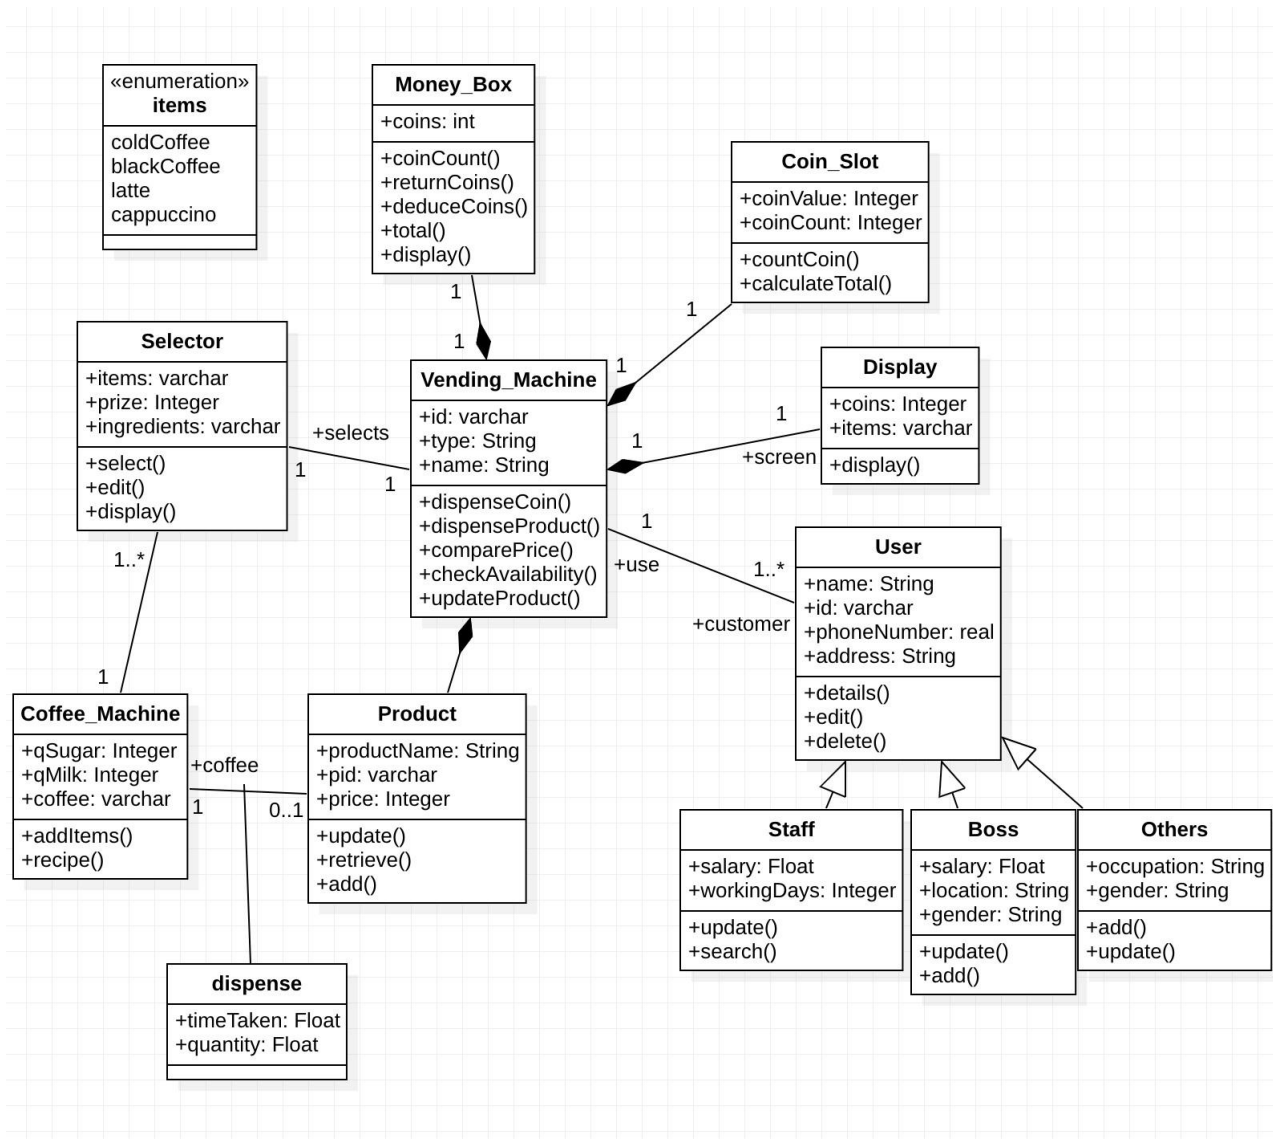 «enumeration»
items
coldCoffee
blackCoffee
latte
cappuccino
Money_Box
+coins: int
+coinCount()
+returnCoins()
+deduceCoins()
+total()
+display()
1
1
Coin_Slot
+coinValue: Integer
+coinCount: Integer
+countCoin()
+calculateTotal()
1
1
Selector
+items: varchar
+prize: Integer
+ingredients: varchar
+select()
+edit()
+display()
+selects
1
1
1..*
1
Vending_Machine
+id: varchar
+type: String
+name: String
+dispenseCoin()
+dispenseProduct()
+comparePrice()
+checkAvailability()
+updateProduct()
Display
+coins: Integer
+items: varchar
+display()
1
1
+screen
1
+use
1..*
+customer
User
+name: String
+id: varchar
+phoneNumber: real
+address: String
+details()
+edit()
+delete()
Coffee_Machine
+qSugar: Integer
+qMilk: Integer
+coffee: varchar
+addItems()
+recipe()
+coffee
1
0..1
Product
+productName: String
+pid: varchar
+price: Integer
+update()
+retrieve()
+add()
Staff
+salary: Float
+workingDays: Integer
+update()
+search()
Boss
+salary: Float
+location: String
+gender: String
+update()
+add()
Others
+occupation: String
+gender: String
+add()
+update()
dispense
+timeTaken: Float
+quantity: Float